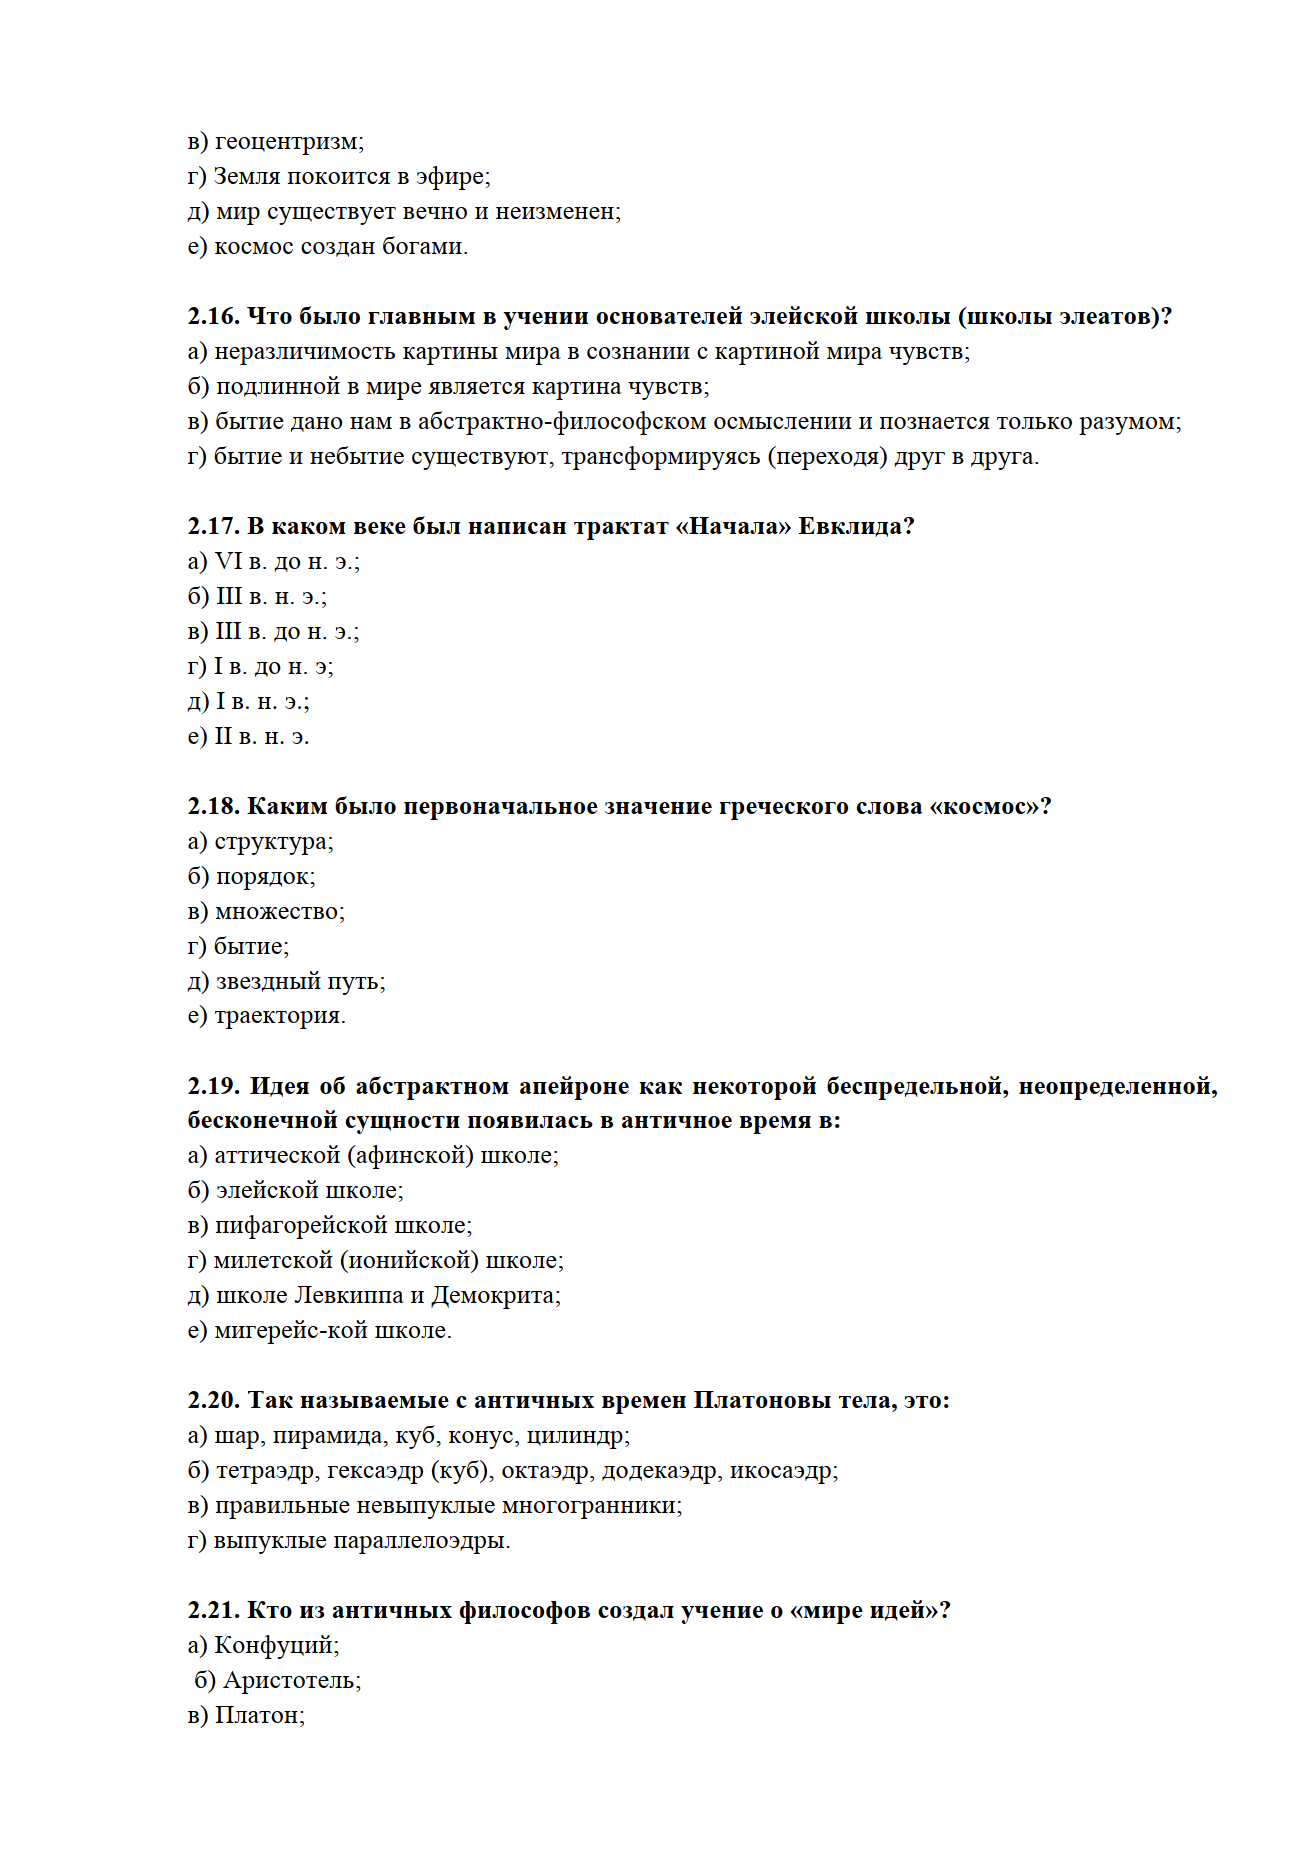 в) геоцентризм;
г) Земля покоится в эфире;
д) мир существует вечно и неизменен;
е) космос создан богами.
2.16. Что было главным в учении основателей элейской школы (школы элеатов)?
а) неразличимость картины мира в сознании с картиной мира чувств;
б) подлинной в мире является картина чувств;
в) бытие дано нам в абстрактно-философском осмыслении и познается только разумом;
г) бытие и небытие существуют, трансформируясь (переходя) друг в друга.
2.17. В каком веке был написан трактат «Начала» Евклида?
а) VI в. до н. э.;
б) III в. н. э.;
в) III в. до н. э.;
г) I в. до н. э;
д) I в. н. э.;
е) II в. н. э.
2.18. Каким было первоначальное значение греческого слова «космос»?
а) структура;
б) порядок;
в) множество;
г) бытие;
д) звездный путь;
е) траектория.
2.19. Идея об абстрактном апейроне как некоторой беспредельной, неопределенной,
бесконечной сущности появилась в античное время в:
а) аттической (афинской) школе;
б) элейской школе;
в) пифагорейской школе;
г) милетской (ионийской) школе;
д) школе Левкиппа и Демокрита;
е) мигерейс-кой школе.
2.20. Так называемые с античных времен Платоновы тела, это:
а) шар, пирамида, куб, конус, цилиндр;
б) тетраэдр, гексаэдр (куб), октаэдр, додекаэдр, икосаэдр;
в) правильные невыпуклые многогранники;
г) выпуклые параллелоэдры.
2.21. Кто из античных философов создал учение о «мире идей»?
а) Конфуций;
б) Аристотель;
в) Платон;